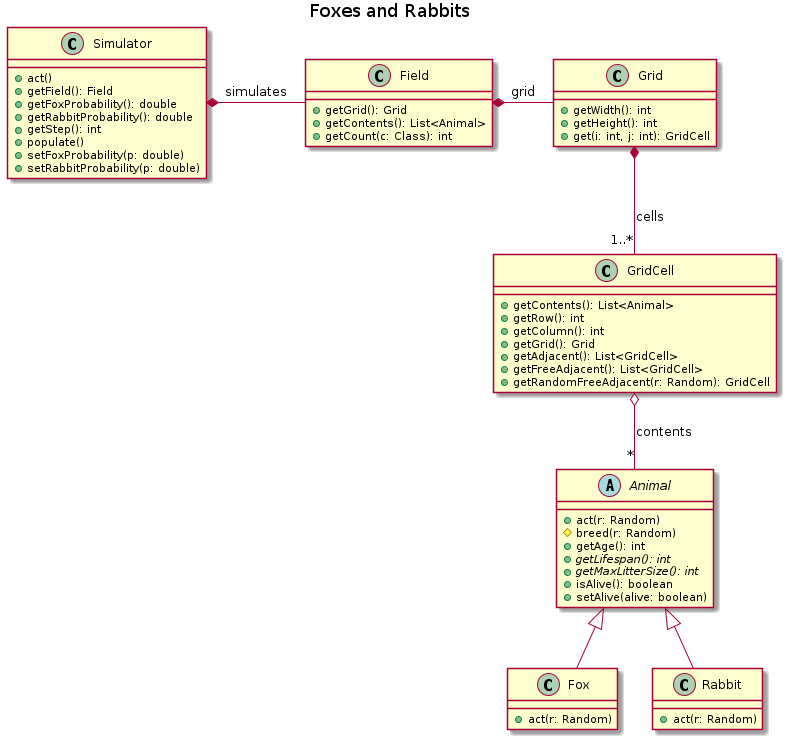 Foxes and Rabbits
C Simulator
act()
getField(): Field
getFoxProbability(): double
getRabbitProbability(): double
getStep(): int
populate()
setFoxProbability(p: double)
setRabbitProbability(p: double)
simulates
C Field
getGrid(): Grid
getContents(): List<Animal>
getCount(c: Class): int
grid
C Grid
getWidth(): int
getHeight(): int
get(i: int, j: int): GridCell
cells
1..*
C GridCell
getContents(): List<Animal>
getRow(): int
getColumn(): int
getGrid(): Grid
getAdjacent(): List<GridCell>
getFreeAdjacent(): List<GridCell>
getRandomFreeAdjacent(r: Random): GridCell
contents
*
A Animal
act(r: Random)
breed(r: Random)
getAge(): int
getLifespan(): int
getMaxLitterSize(): int
isAlive(): boolean
setAlive(alive: boolean)
C Fox
act(r: Random)
C Rabbit
act(r: Random)